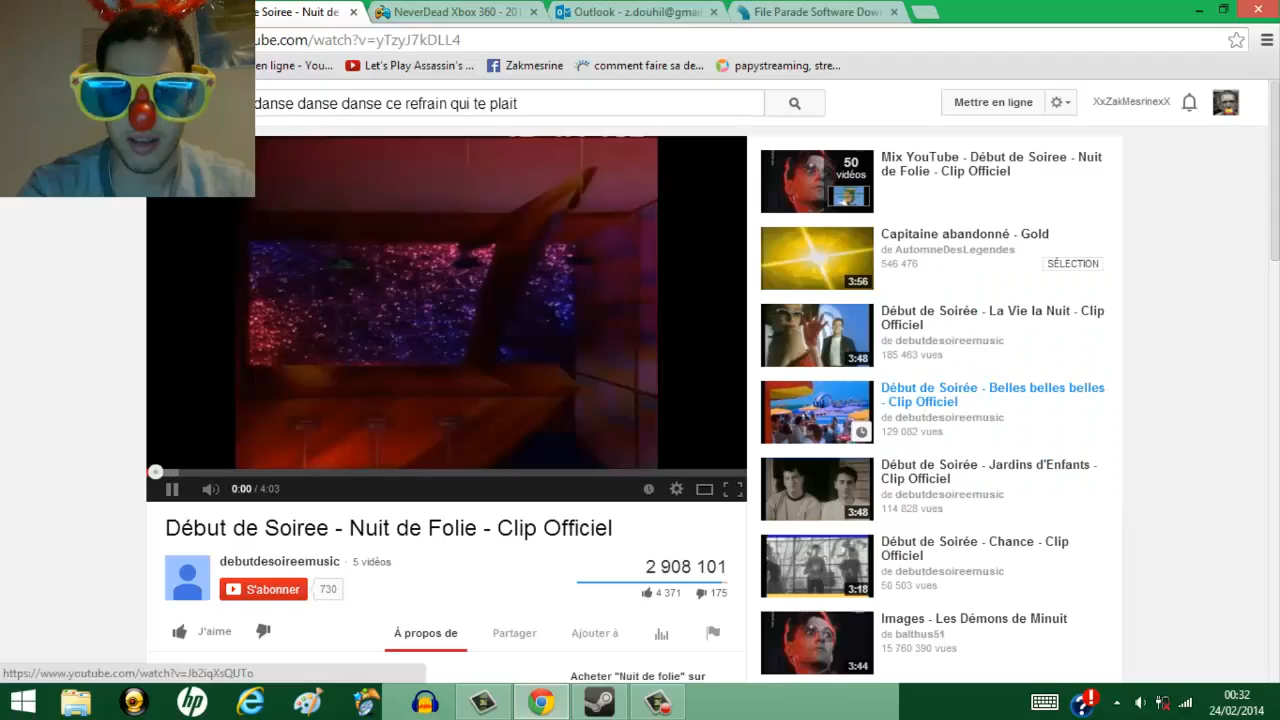 be Soiree - Nuit de
NeverDead Xbox 360 - 20
Outlook - z.douhil@gmai
File Parade Software Dow
ube.com/watch?v=yTzyJ7kDLL4
en ligne - You...
Let's Play Assassin's ...
Zakmesrine
comment faire sa de...
papystreaming, stre...
danse danse danse ce refrain qui te plait
Mettre en ligne
XxZakMesrinexX
50
vidéos
Mix YouTube - Début de Soiree - Nuit
de Folie - Clip Officiel
Capitaine abandonné - Gold
de AutomneDesLegendes
546 476
SÉLECTION
3:56
Début de Soirée - La Vie la Nuit - Clip
Officiel
de debutdesoireemusic
185 463 vues
3:48
Début de Soirée - Belles belles belles
- Clip Officiel
de debutdesoireemusic
129 082 vues
Début de Soirée - Jardins d'Enfants -
Clip Officiel
de debutdesoireemusic
114 828 vues
3:48
Début de Soirée - Chance - Clip
Officiel
de debutdesoireemusic
50 503 vues
3:18
Images - Les Démons de Minuit
de balthus51
15 760 390 vues
3:44
0:00 / 4:03
Début de Soiree - Nuit de Folie - Clip Officiel
debutdesoireemusic · 5 vidéos
S'abonner
730
2 908 101
4 371
175
J'aime
À propos de
Partager
Ajouter à
Acheter "Nuit de folie" sur
https://www.youtube.com/watch?v=Jb2iqXsQUTo
00:32
24/02/2014